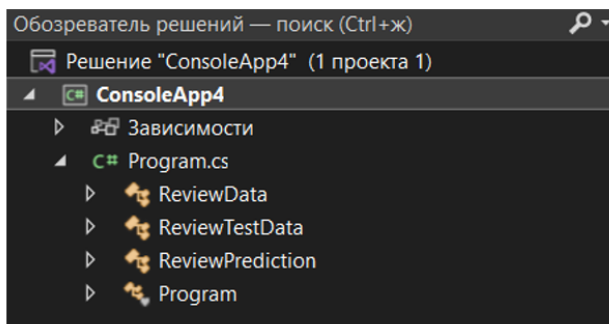 Обозреватель решений — поиск (Ctrl+ж)
Решение "ConsoleApp4" (1 проекта 1)
C# ConsoleApp4
Зависимости
C# Program.cs
ReviewData
ReviewTestData
ReviewPrediction
Program